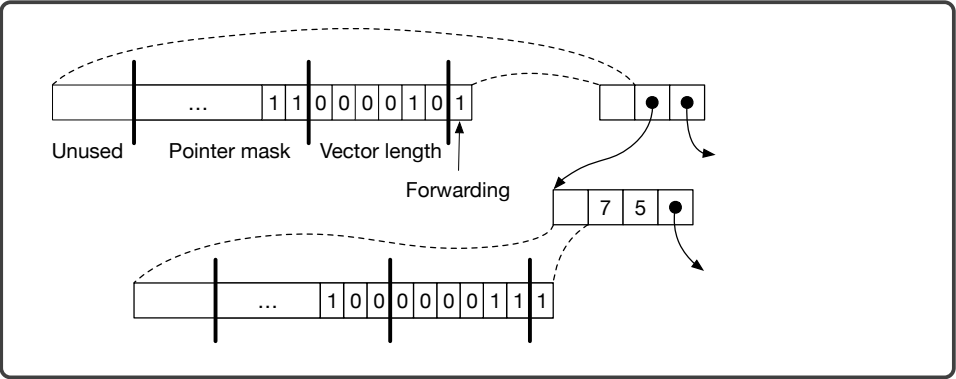 ... 1 1 0 0 0 0 1 0 1
Unused Pointer mask Vector length
Forwarding
7 5
... 1 0 0 0 0 0 0 1 1 1